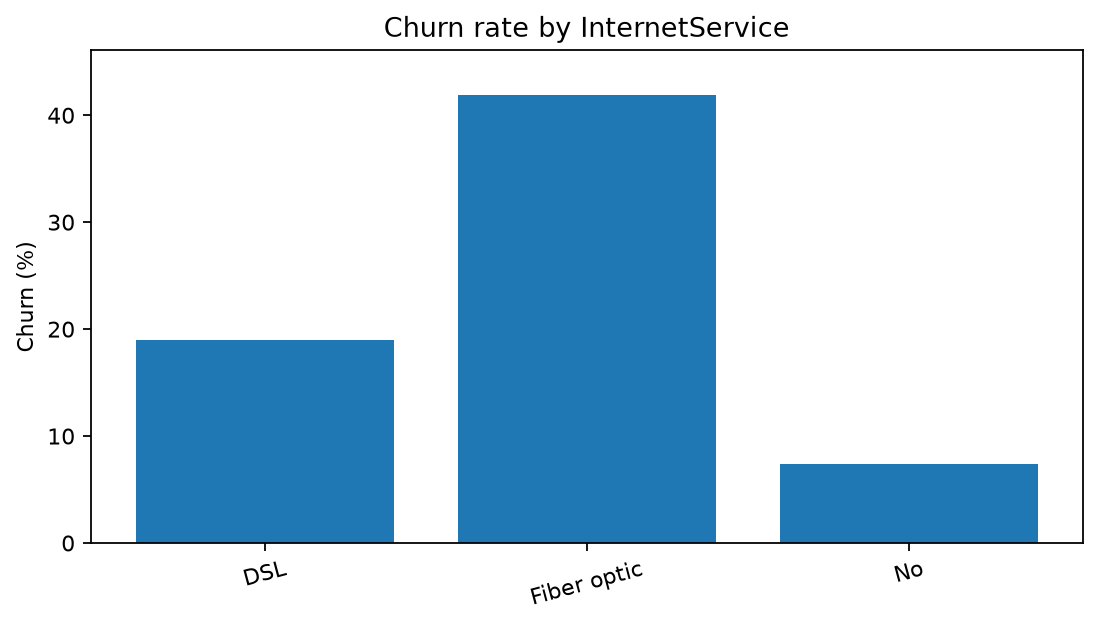 Churn rate by InternetService
Churn (%)
40
30
20
10
0
DSL
Fiber optic
No